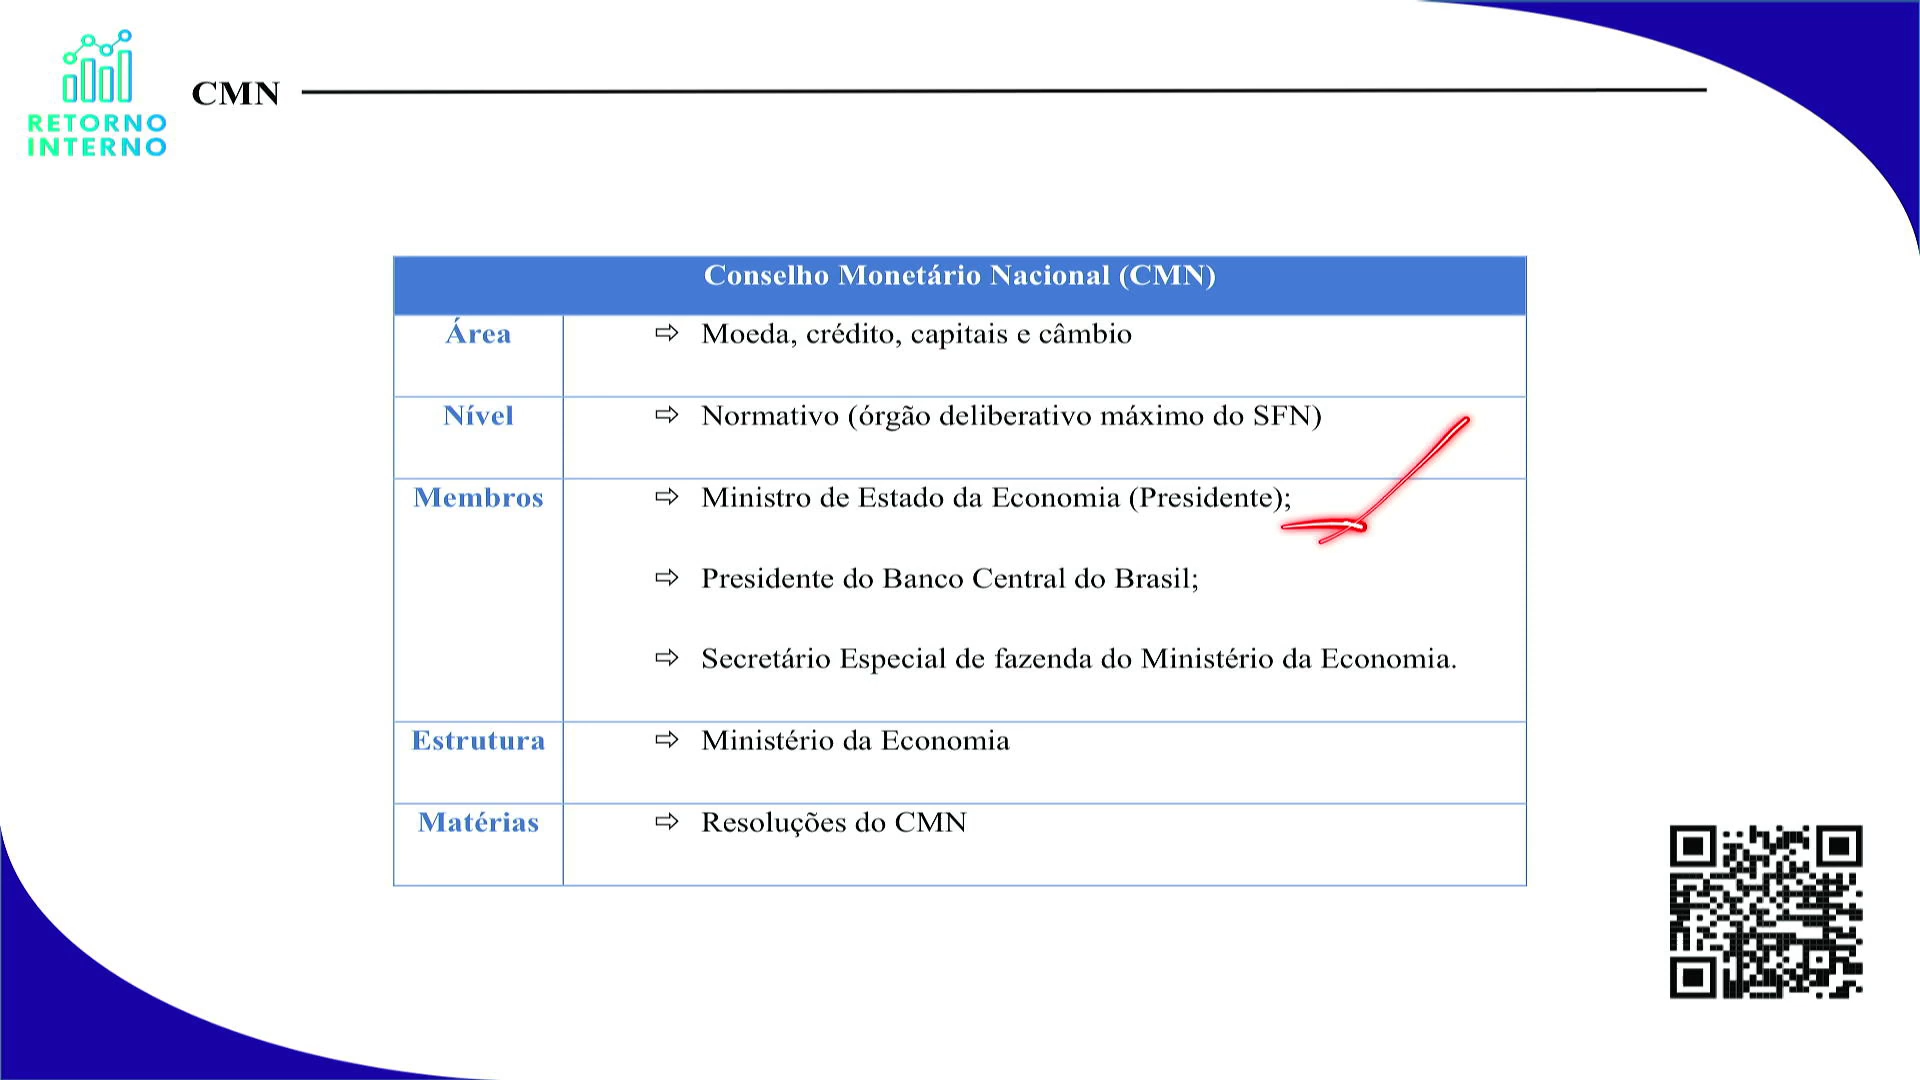 RETORNO
INTERNO
CMN
Conselho Monetário Nacional (CMN)
Área
⇨ Moeda, crédito, capitais e câmbio
Nível
⇨ Normativo (órgão deliberativo máximo do SFN)
Membros
⇨ Ministro de Estado da Economia (Presidente);
⇨ Presidente do Banco Central do Brasil;
⇨ Secretário Especial de fazenda do Ministério da Economia.
Estrutura
⇨ Ministério da Economia
Matérias
⇨ Resoluções do CMN